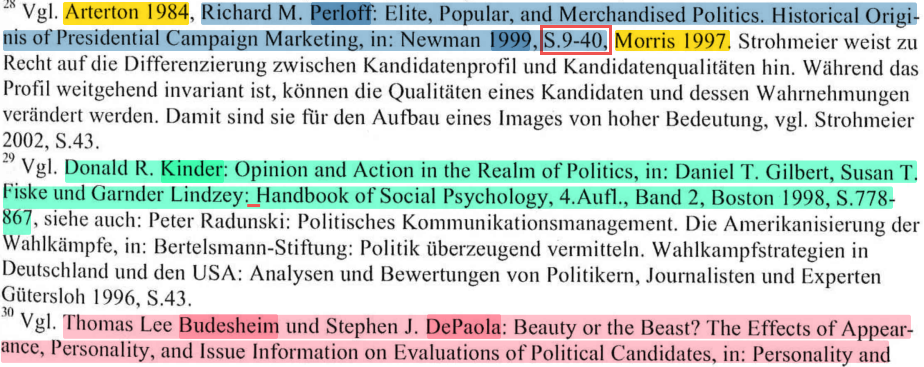 28 Vgl. Arterton 1984, Richard M. Perloff: Elite, Popular, and Merchandised Politics. Historical Origi-
nis of Presidential Campaign Marketing, in: Newman 1999, S.9-40, Morris 1997. Strohmeier weist zu
Recht auf die Differenzierung zwischen Kandidatenprofil und Kandidatenqualitäten hin. Während das
Profil weitgehend invariant ist, können die Qualitäten eines Kandidaten und dessen Wahrnehmungen
verändert werden. Damit sind sie für den Aufbau eines Images von hoher Bedeutung, vgl. Strohmeier
2002, S.43.
29 Vgl. Donald R. Kinder: Opinion and Action in the Realm of Politics, in: Daniel T. Gilbert, Susan T.
Fiske und Garnder Lindzey: Handbook of Social Psychology, 4.Aufl., Band 2, Boston 1998, S.778-
867, siehe auch: Peter Radunski: Politisches Kommunikationsmanagement. Die Amerikanisierung der
Wahlkämpfe, in: Bertelsmann-Stiftung: Politik überzeugend vermitteln. Wahlkampfstrategien in
Deutschland und den USA: Analysen und Bewertungen von Politikern, Journalisten und Experten
Gütersloh 1996, S.43.
30 Vgl. Thomas Lee Budesheim und Stephen J. DePaola: Beauty or the Beast? The Effects of Appear-
ance, Personality, and Issue Information on Evaluations of Political Candidates, in: Personality and